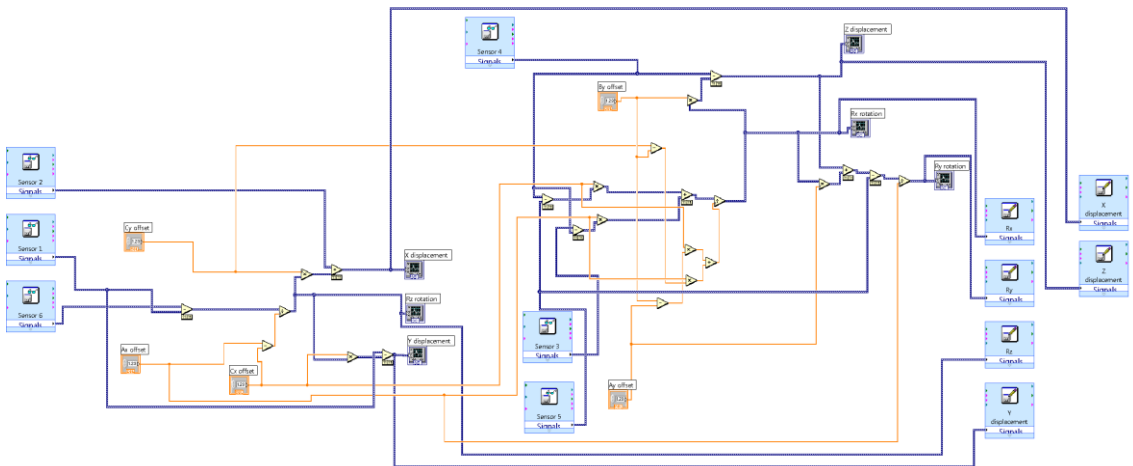 Sensor 4
Signals
Z displacement
By offset
Rx rotation
Ry rotation
Sensor 2
Signals
Sensor 1
Signals
Sensor 6
Signals
Cy offset
X displacement
Rz rotation
Y displacement
Ax offset
Cx offset
Sensor 3
Signals
Sensor 5
Signals
Ay offset
X
displacement
Signals
Rx
Signals
Z
displacement
Signals
Ry
Signals
Rz
Signals
Y
displacement
Signals